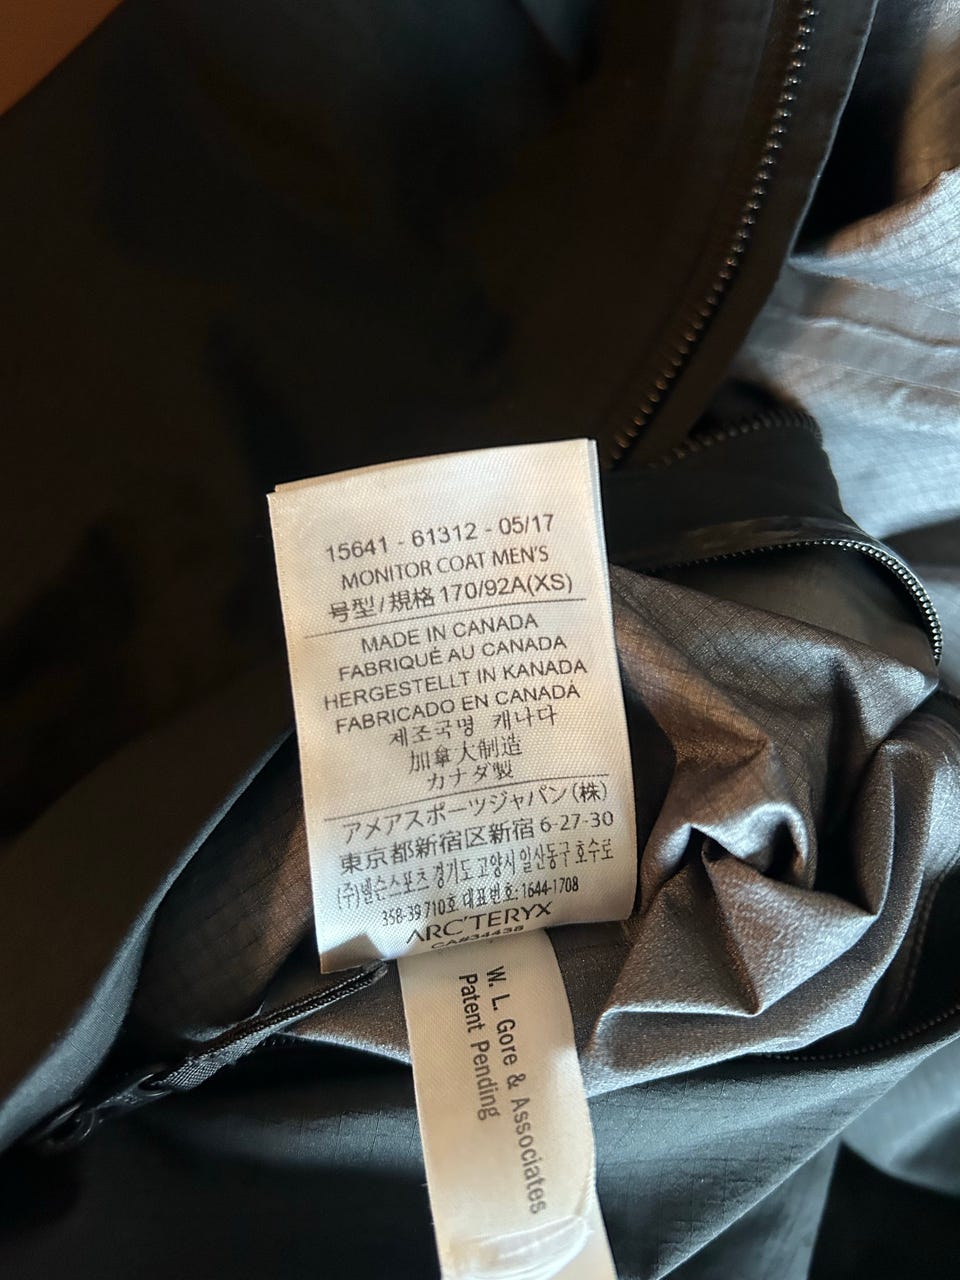 15641 - 61312 - 05/17
MONITOR COAT MEN'S
号型/規格 170/92A(XS)
MADE IN CANADA
FABRIQUÉ AU CANADA
HERGESTELLT IN KANADA
FABRICADO EN CANADA
제조국명 캐나다
加拿大制造
カナダ製
アメアスポーツジャパン(株)
東京都新宿区新宿 6-27-30
(주)넬슨스포츠 경기도 고양시 일산동구 호수로
358-39 710호 대표번호: 1644-1708
ARC'TERYX
CA#34438
W. L. Gore & Associates
Patent Pending